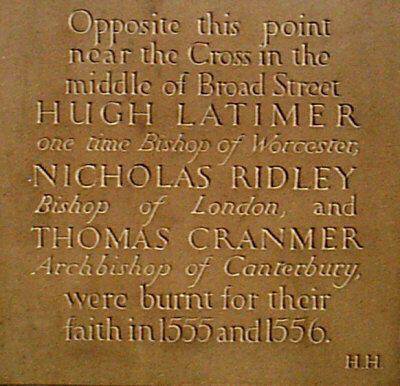 Opposite this point
near the Cross in the
middle of Broad Street
HUGH LATIMER
one time Bishop of Worcester,
NICHOLAS RIDLEY
Bishop of London, and
THOMAS CRANMER
Archbishop of Canterbury,
were burnt for their
faith in 1555 and 1556.
H.H.